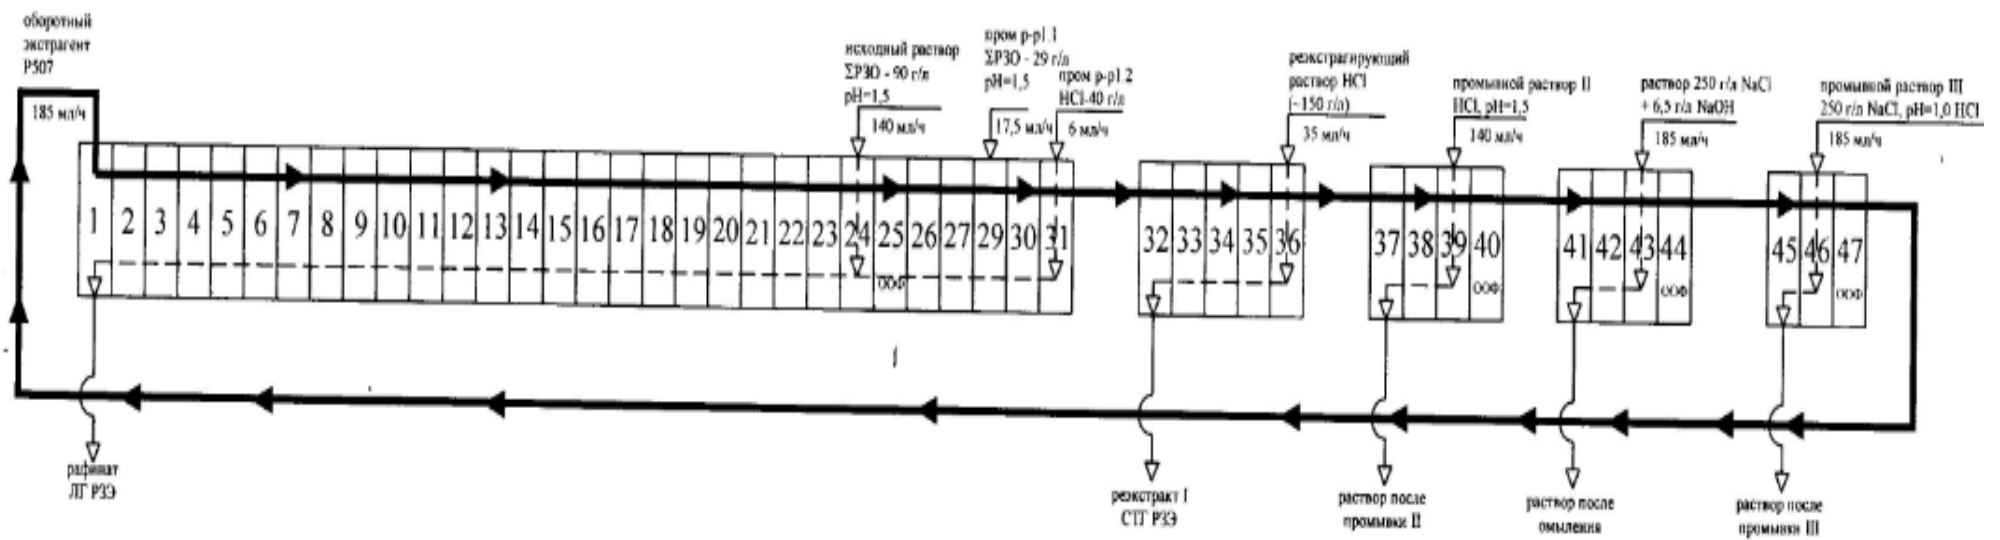 оборотный
экстрагент
P507
185 мл/ч
исходный раствор
ΣРЗО - 90 г/л
pH=1,5
140 мл/ч
пром р-р1.1
ΣРЗО - 29 г/л
pH=1,5
17,5 мл/ч
пром р-р1.2
HCl-40 г/л
6 мл/ч
реэкстрагирующий
раствор HCl
(~150 г/л)
35 мл/ч
промывной раствор II
HCl, pH=1,5
140 мл/ч
раствор 250 г/л NaCl
+ 6,5 г/л NaOH
185 мл/ч
промывной раствор III
250 г/л NaCl, pH=1,0 HCl
185 мл/ч
1 2 3 4 5 6 7 8 9 10 11 12 13 14 15 16 17 18 19 20 21 22 23 24 25 26 27 29 30 31
ООФ
32 33 34 35 36
37 38 39 40
ООФ
41 42 43 44
ООФ
45 46 47
ООФ
рафинат
ЛГ РЗЭ
реэкстракт I
СТГ РЗЭ
раствор после
промывки II
раствор после
омыления
раствор после
промывки III